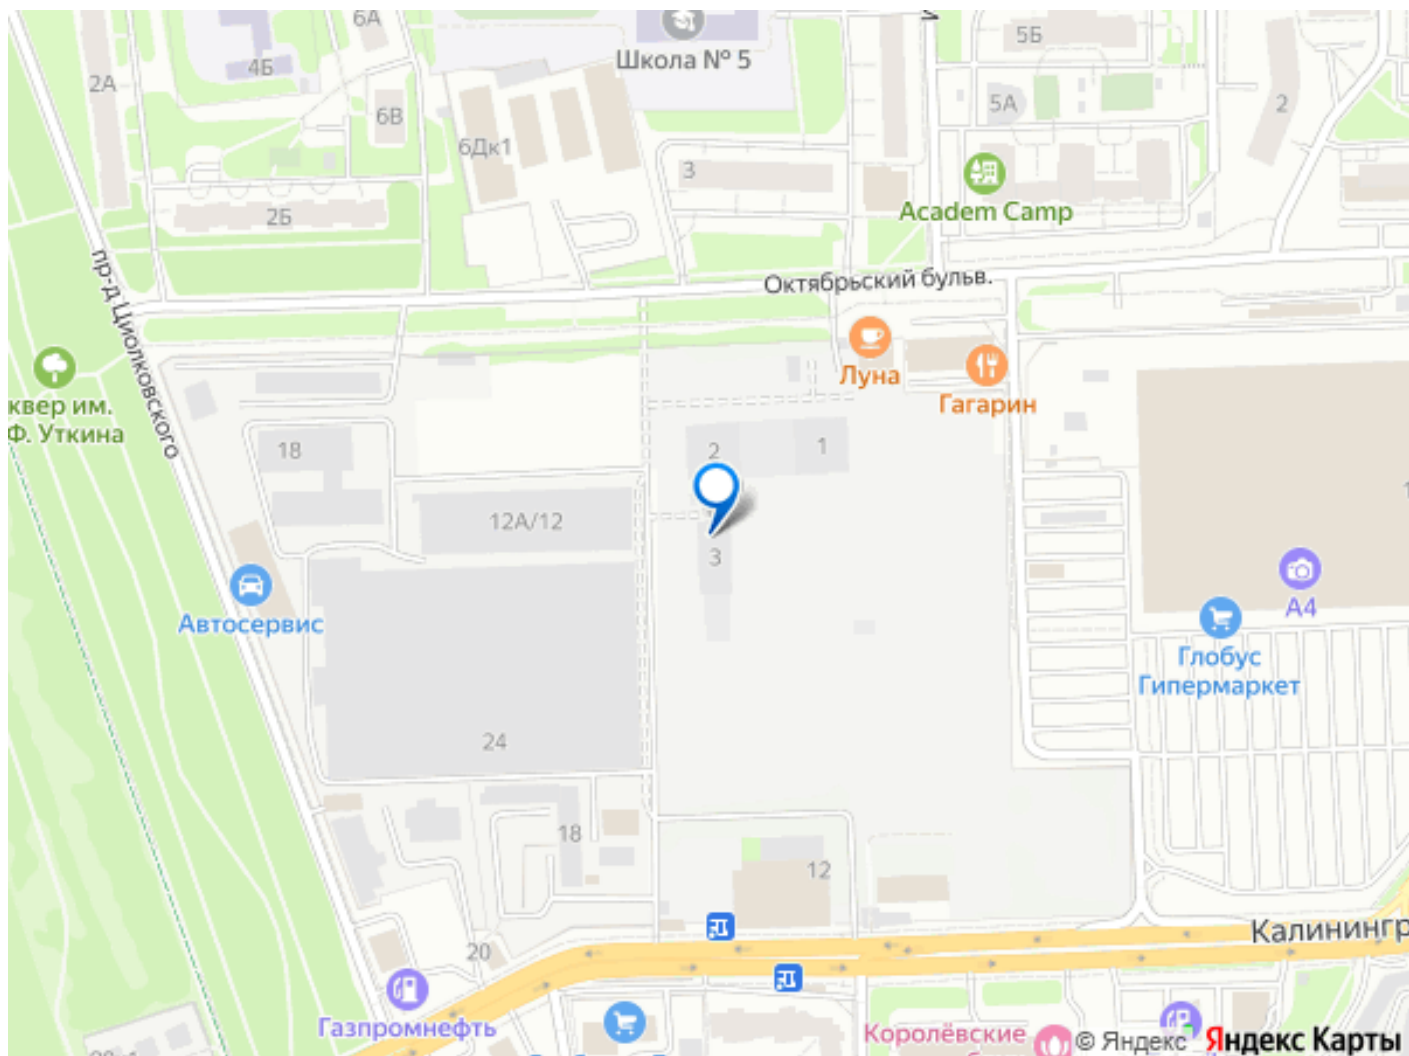 6А
Школа № 5
5Б
4Б
2А
5А
2
6В
6Дк1
3
Academ Camp
2Б
пр-д Циолковского
Октябрьский бульв.
Луна
Гагарин
квер им.
Ф. Уткина
18
2
1
12А/12
3
А4
Автосервис
Глобус
Гипермаркет
24
18
12
20
Калинингр
Газпромнефть
Королёвские
© Яндекс Яндекс Карты